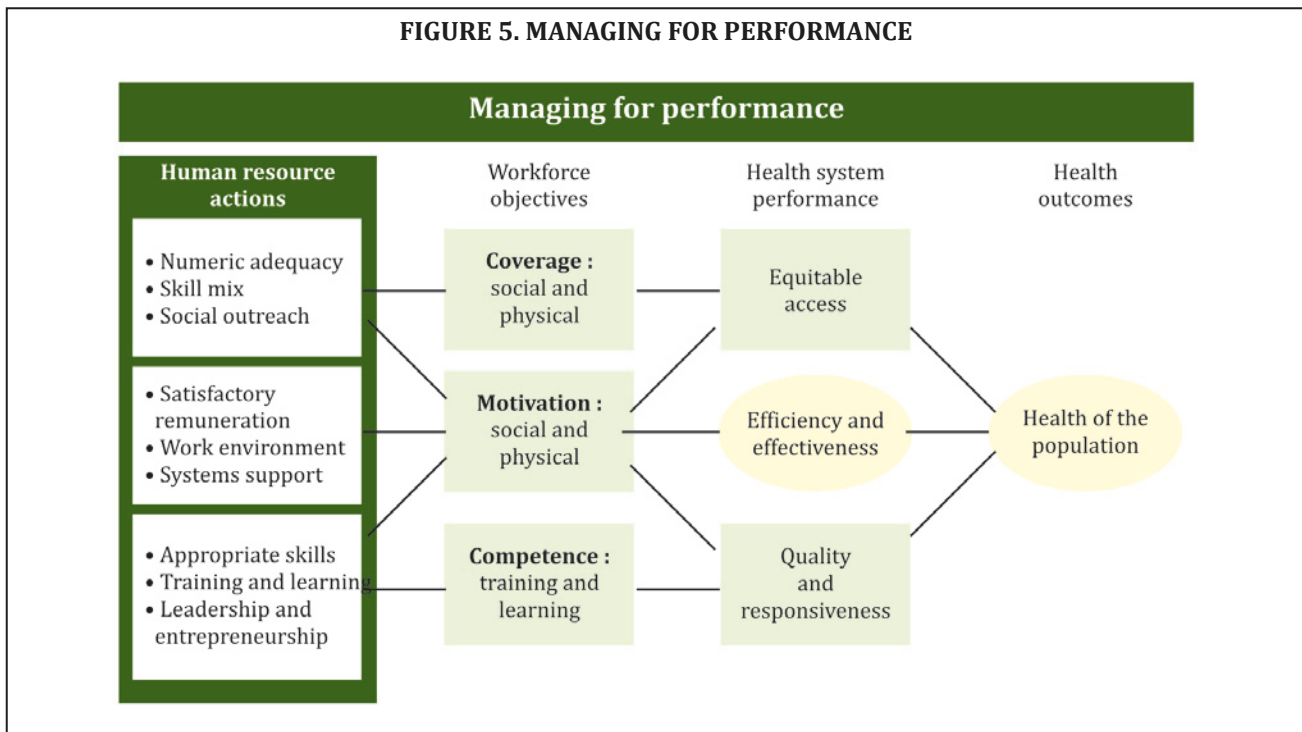 FIGURE 5. MANAGING FOR PERFORMANCE
Managing for performance
Human resource
actions
Workforce
objectives
Health system
performance
Health
outcomes
• Numeric adequacy
• Skill mix
• Social outreach
Coverage :
social and
physical
Equitable
access
• Satisfactory
remuneration
• Work environment
• Systems support
Motivation :
social and
physical
Efficiency and
effectiveness
Health of the
population
• Appropriate skills
• Training and learning
• Leadership and
entrepreneurship
Competence :
training and
learning
Quality
and
responsiveness